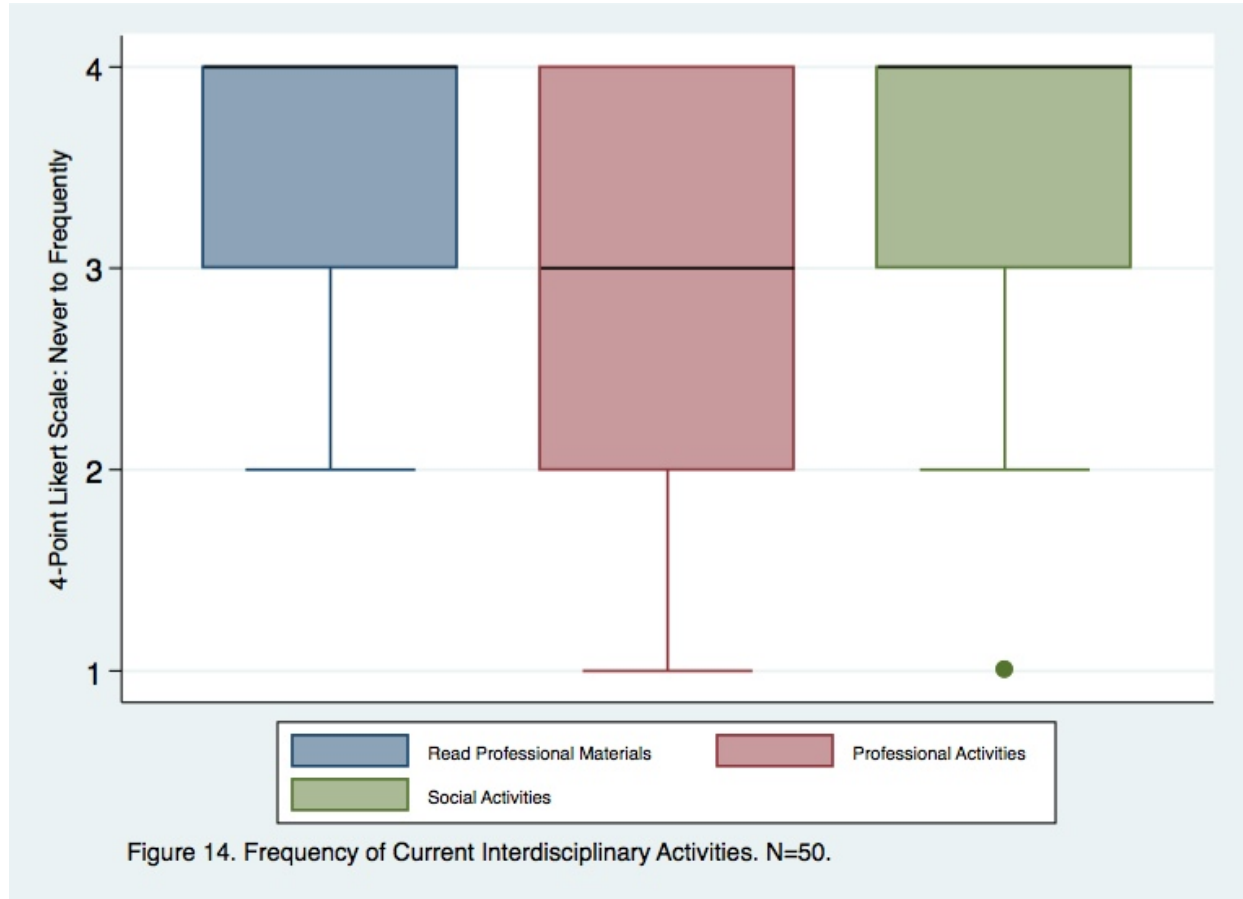 4-Point Likert Scale: Never to Frequently
4
3
2
1
Read Professional Materials
Professional Activities
Social Activities
Figure 14. Frequency of Current Interdisciplinary Activities. N=50.